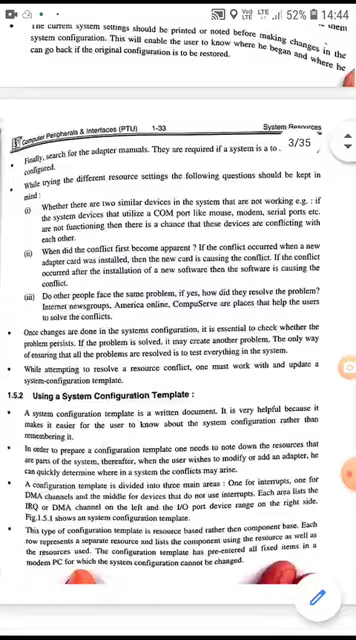 52% 14:44
The current system settings should be printed or noted before making changes in the
system configuration. This will enable the user to know where he began and where he
can go back if the original configuration is to be restored.
Computer Peripherals & Interfaces (PTU) 1-33 System Resources
3/35
• Finally, search for the adapter manuals. They are required if a system is a to
configured.
• While trying the different resource settings the following questions should be kept in
mind :
(i) Whether there are two similar devices in the system that are not working e.g. : if
the system devices that utilize a COM port like mouse, modem, serial ports etc.
are not functioning then there is a chance that these devices are conflicting with
each other.
(ii) When did the conflict first become apparent ? If the conflict occurred when a new
adapter card was installed, then the new card is causing the conflict. If the conflict
occurred after the installation of a new software then the software is causing the
conflict.
(iii) Do other people face the same problem, if yes, how did they resolve the problem?
Internet newsgroups, America online, CompuServe are places that help the users
to solve the conflicts.
• Once changes are done in the systems configuration, it is essential to check whether the
problem persists. If the problem is solved, it may create another problem. The only way
of ensuring that all the problems are resolved is to test everything in the system.
• While attempting to resolve a resource conflict, one must work with and update a
system-configuration template.
1.5.2 Using a System Configuration Template :
• A system configuration template is a written document. It is very helpful because it
makes it easier for the user to know about the system configuration rather than
remembering it.
• In order to prepare a configuration template one needs to note down the resources that
are parts of the system, thereafter, when the user wishes to modify or add an adapter, he
can quickly determine where in a system the conflicts may arise.
• A configuration template is divided into three main areas : One for interrupts, one for
DMA channels and the middle for devices that do not use interrupts. Each area lists the
IRQ or DMA channel on the left and the I/O port device range on the right side.
Fig.1.5.1 shows an system configuration template.
• This type of configuration template is resource based rather then component base. Each
row represents a separate resource and lists the component using the resource as well as
the resources used. The configuration template has pre-entered all fixed items in a
modem PC for which the system configuration cannot be changed.